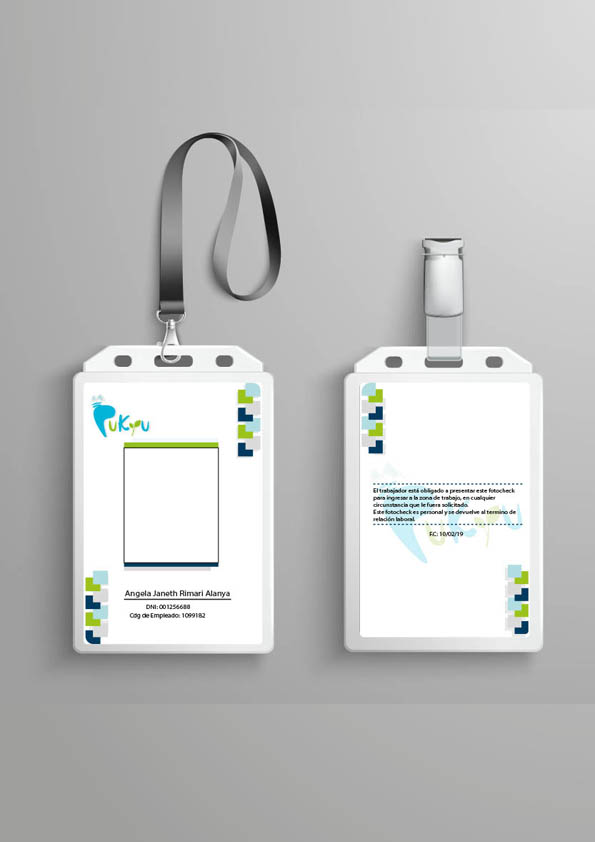 PuKyu
Angela Janeth Rimari Alanya
DNI: 001256688
Cdg de Empleado: 1099182
El trabajador está obligado a presentar este fotocheck
para ingresar a la zona de trabajo, en cualquier
circunstancia que le fuera solicitado.
Este fotocheck es personal y se devuelve al termino de
relación laboral.
F.C: 10/02/19